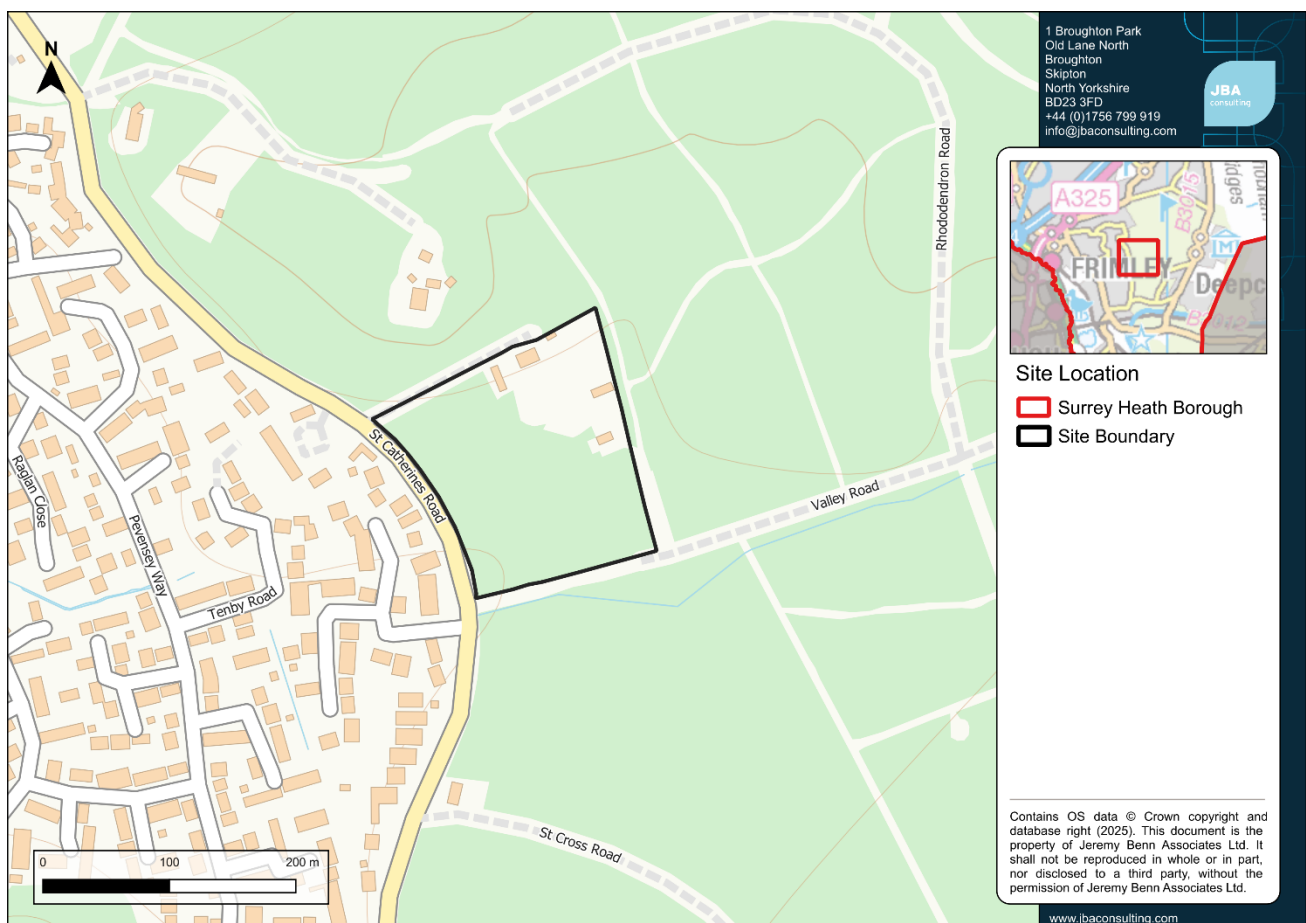 N
Rhododendron Road
St Catherines Road
Raglan Close
Pevensey Way
Valley Road
Tenby Road
St Cross Road
0 100 200 m
1 Broughton Park
Old Lane North
Broughton
Skipton
North Yorkshire
BD23 3FD
+44 (0)1756 799 919
info@jbaconsulting.com
JBA
consulting
A325
B3015
FRIMLEY
Deepc
B3012
Site Location
Surrey Heath Borough
Site Boundary
Contains OS data © Crown copyright and
database right (2025). This document is the
property of Jeremy Benn Associates Ltd. It
shall not be reproduced in whole or in part,
nor disclosed to a third party, without the
permission of Jeremy Benn Associates Ltd.
www.jbaconsulting.com